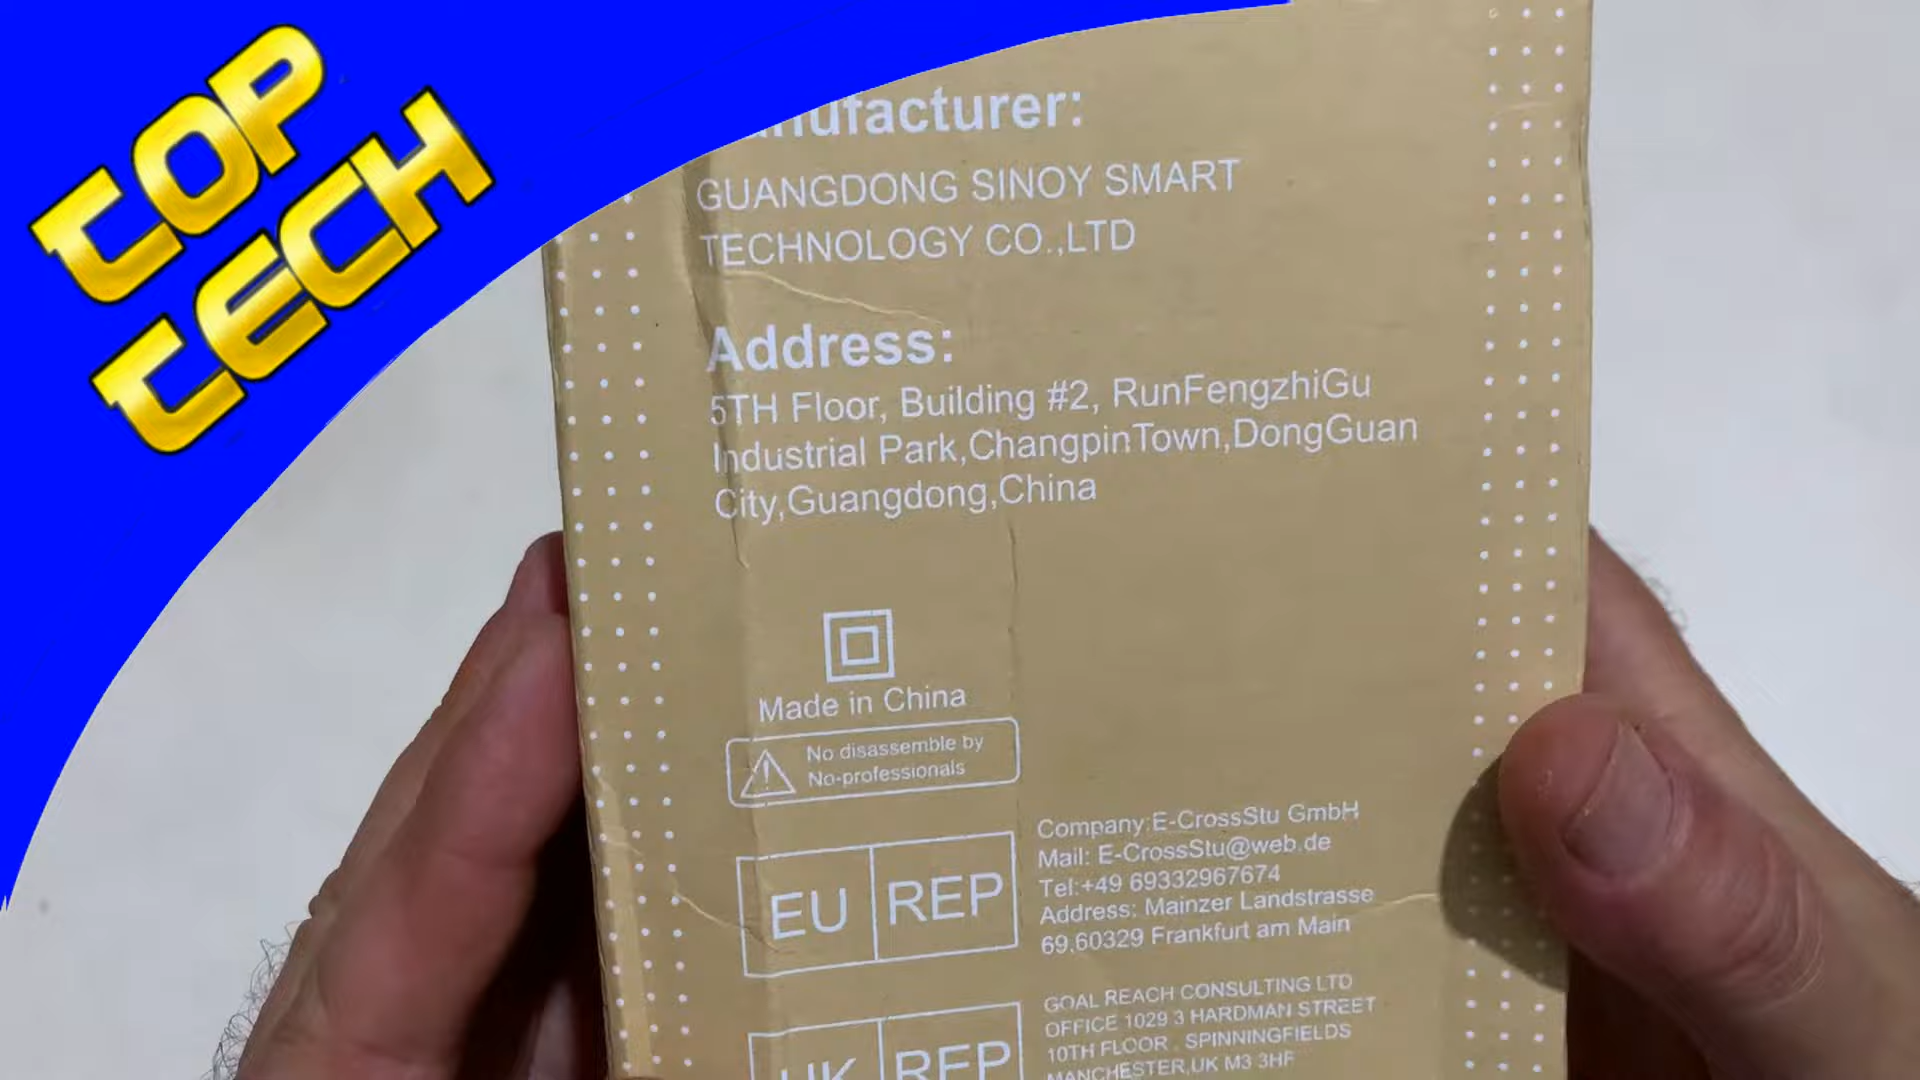 TOP
TECH
Manufacturer:
GUANGDONG SINOY SMART
TECHNOLOGY CO.,LTD
Address:
5TH Floor, Building #2, RunFengzhiGu
Industrial Park,ChangpinTown,DongGuan
City,Guangdong,China
Made in China
No disassemble by
No-professionals
EU REP
Company:E-CrossStu GmbH
Mail: E-CrossStu@web.de
Tel:+49 69332967674
Address: Mainzer Landstrasse
69,60329 Frankfurt am Main
UK REP
GOAL REACH CONSULTING LTD
OFFICE 1029 3 HARDMAN STREET
10TH FLOOR , SPINNINGFIELDS
MANCHESTER,UK M3 3HF